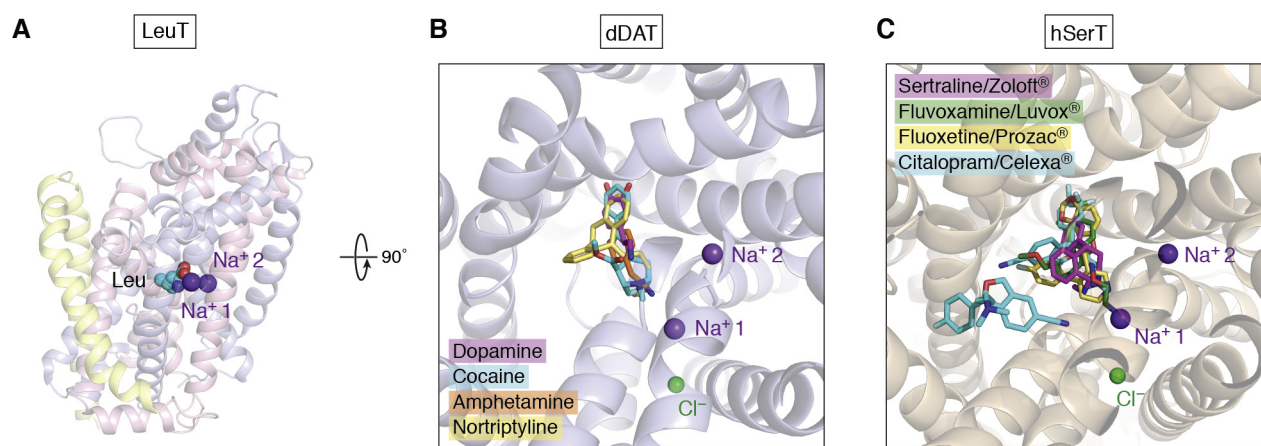 A
LeuT
Leu
Na⁺ 2
Na⁺ 1
90°
B
dDAT
Na⁺ 2
Na⁺ 1
Cl⁻
Dopamine
Cocaine
Amphetamine
Nortriptyline
C
hSerT
Sertraline/Zoloft®
Fluvoxamine/Luvox®
Fluoxetine/Prozac®
Citalopram/Celexa®
Na⁺ 2
Na⁺ 1
Cl⁻